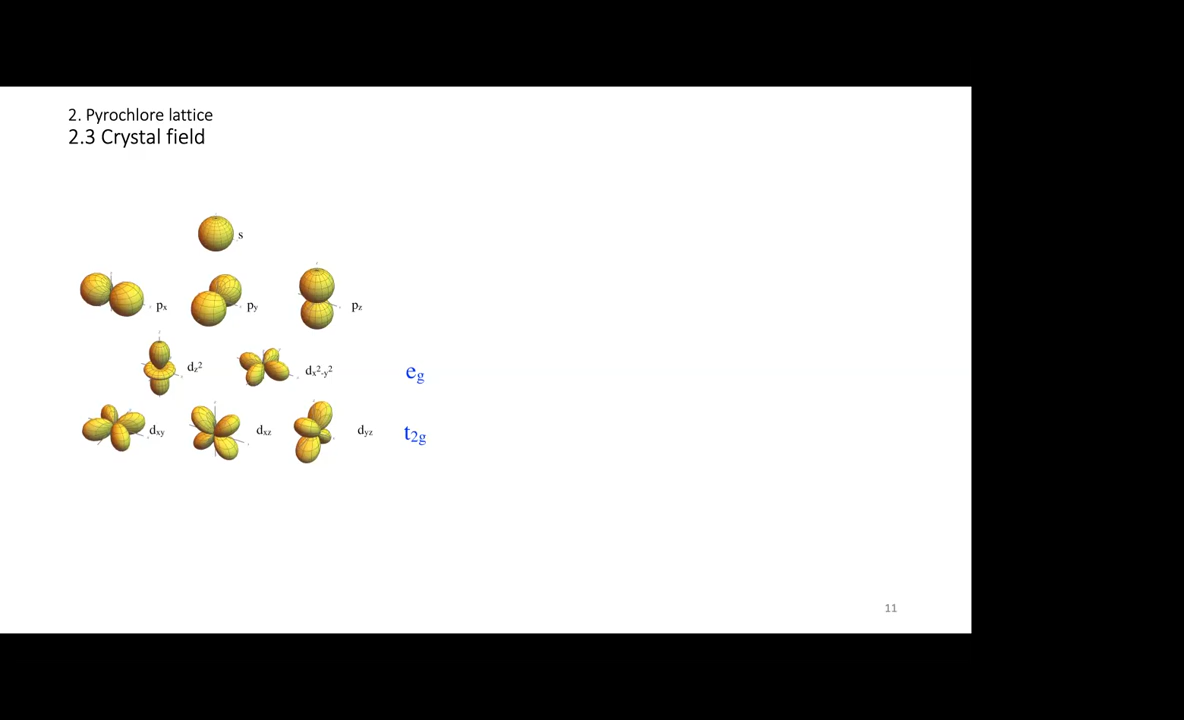 2. Pyrochlore lattice
2.3 Crystal field
s
px py pz
dz² dx²-y² eg
dxy dxz dyz t2g
11